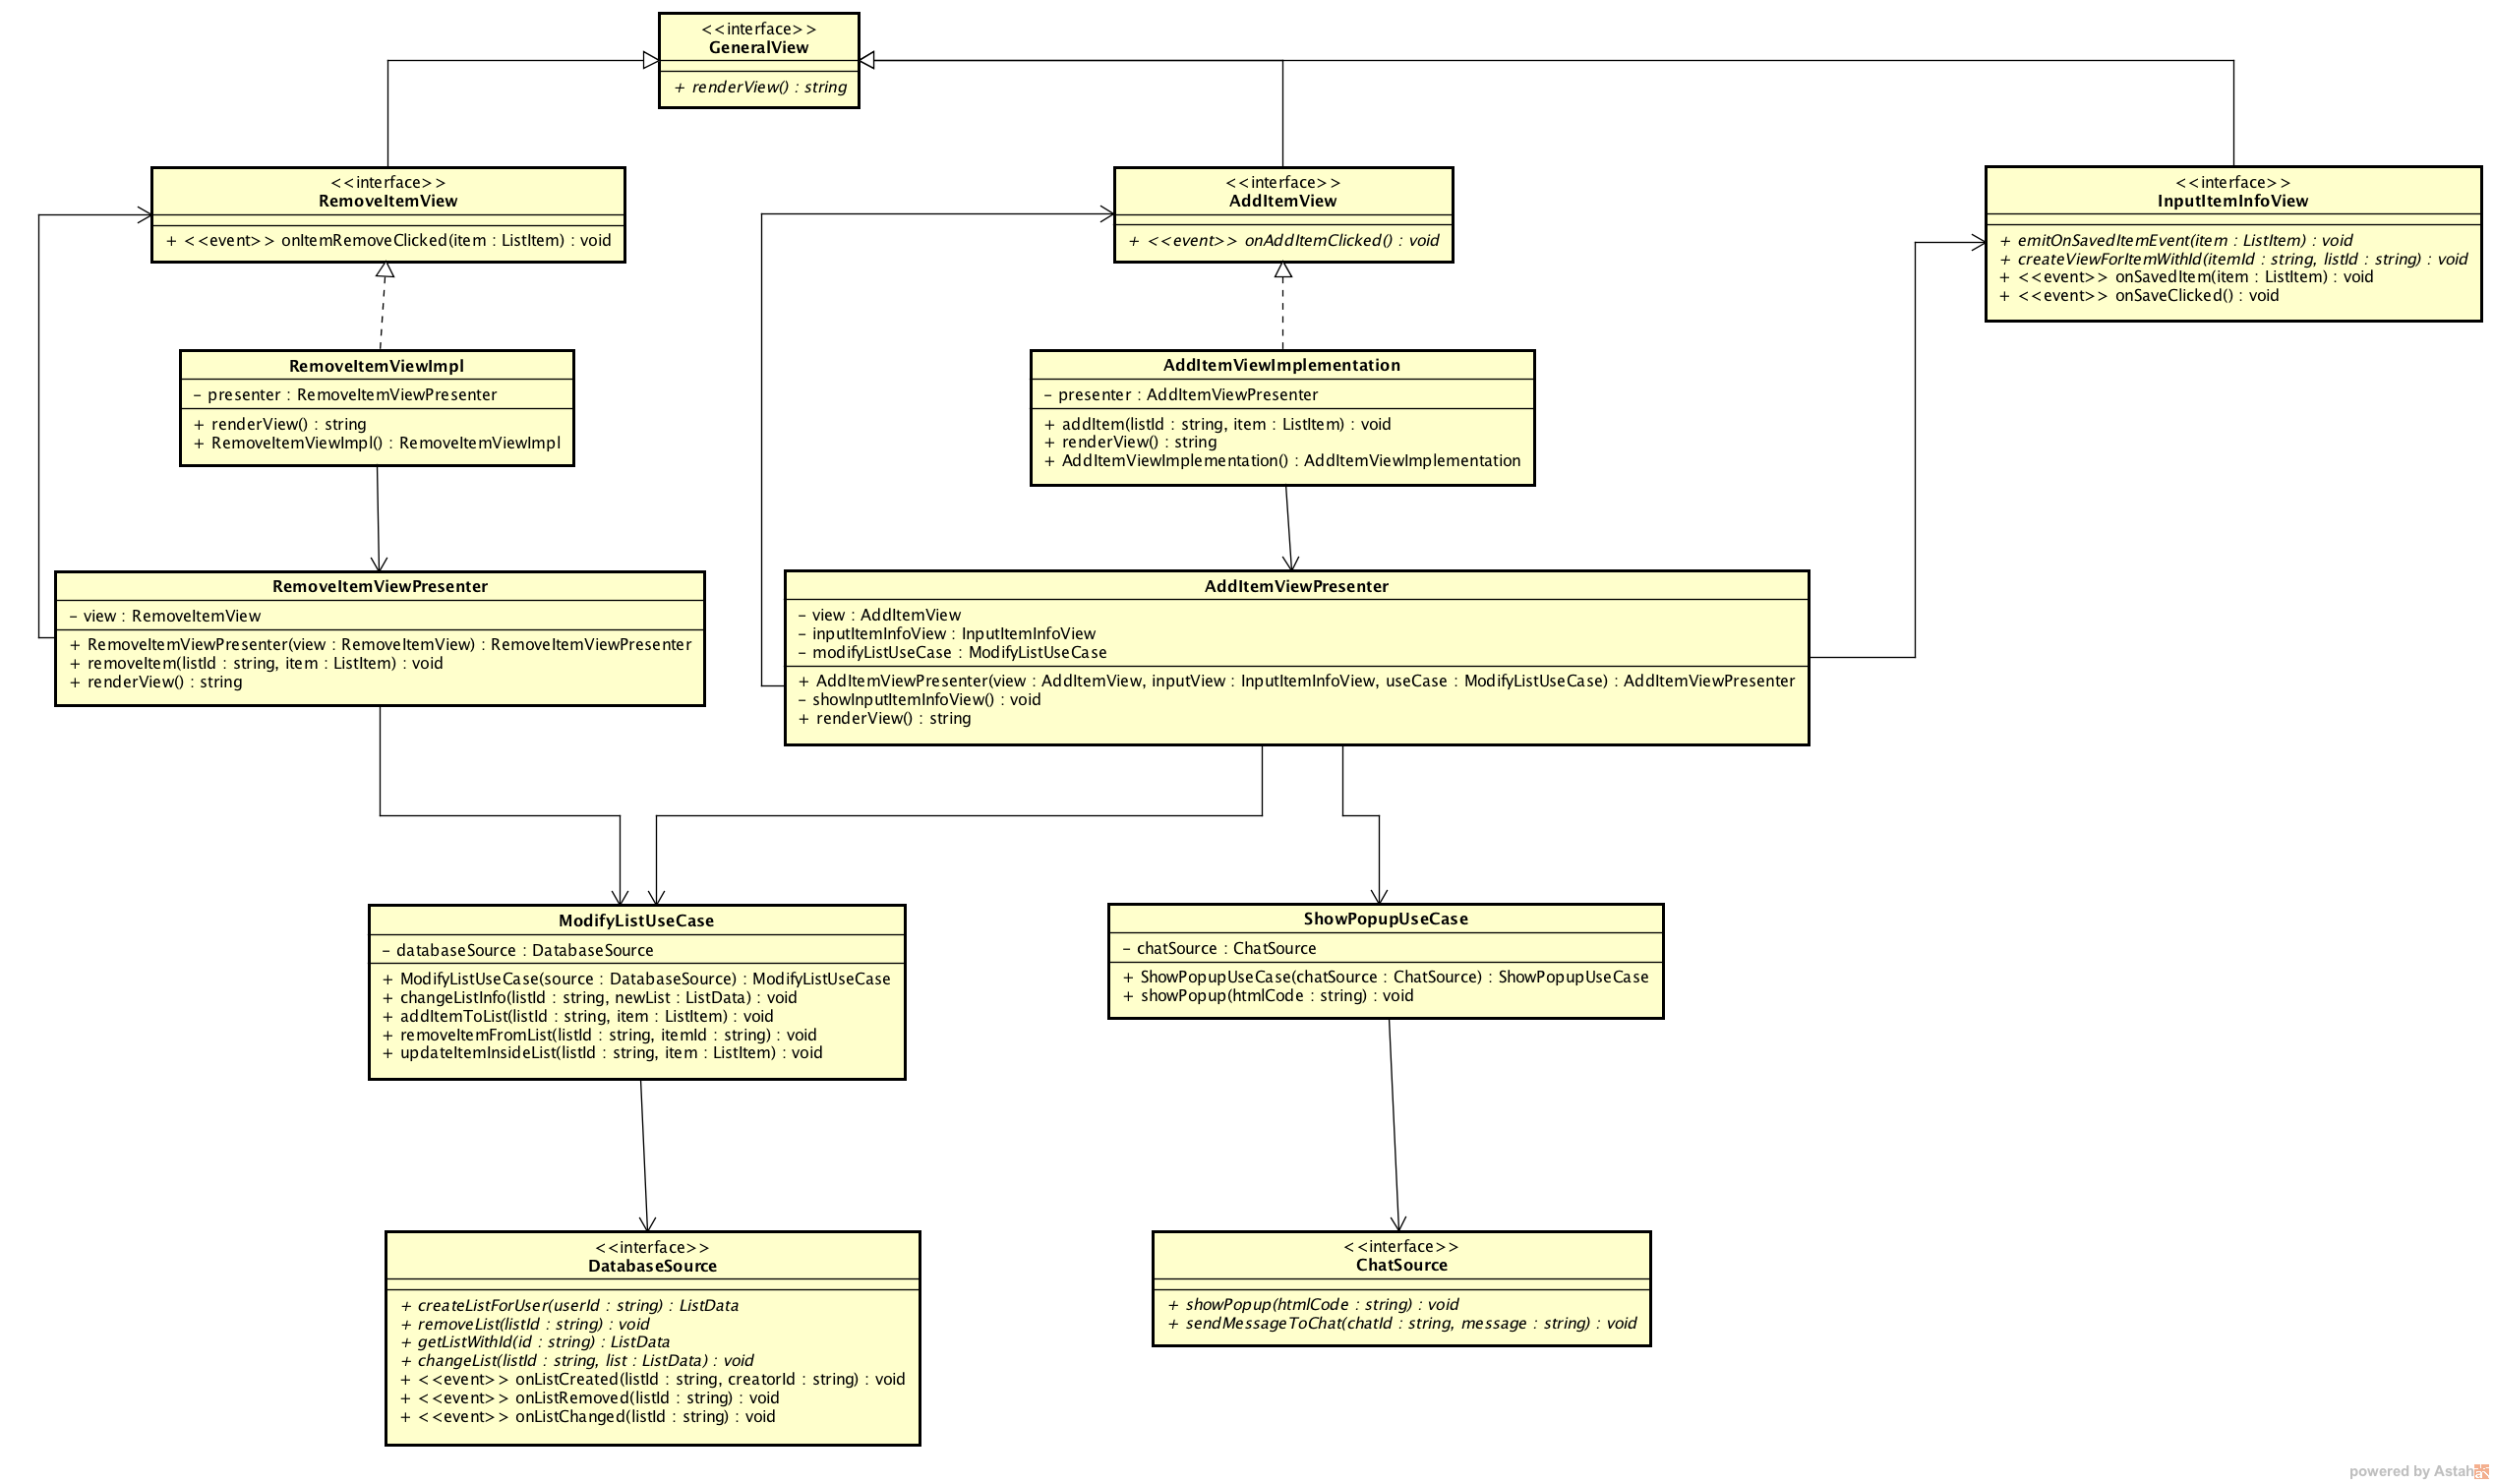 <<interface>>
GeneralView
+ renderView() : string
<<interface>>
RemoveItemView
+ <<event>> onItemRemoveClicked(item : ListItem) : void
<<interface>>
AddItemView
+ <<event>> onAddItemClicked() : void
<<interface>>
InputItemInfoView
+ emitOnSavedItemEvent(item : ListItem) : void
+ createViewForItemWithId(itemId : string, listId : string) : void
+ <<event>> onSavedItem(item : ListItem) : void
+ <<event>> onSaveClicked() : void
RemoveItemViewImpl
- presenter : RemoveItemViewPresenter
+ renderView() : string
+ RemoveItemViewImpl() : RemoveItemViewImpl
AddItemViewImplementation
- presenter : AddItemViewPresenter
+ addItem(listId : string, item : ListItem) : void
+ renderView() : string
+ AddItemViewImplementation() : AddItemViewImplementation
RemoveItemViewPresenter
- view : RemoveItemView
+ RemoveItemViewPresenter(view : RemoveItemView) : RemoveItemViewPresenter
+ removeItem(listId : string, item : ListItem) : void
+ renderView() : string
AddItemViewPresenter
- view : AddItemView
- inputItemInfoView : InputItemInfoView
- modifyListUseCase : ModifyListUseCase
+ AddItemViewPresenter(view : AddItemView, inputView : InputItemInfoView, useCase : ModifyListUseCase) : AddItemViewPresenter
- showInputItemInfoView() : void
+ renderView() : string
ModifyListUseCase
- databaseSource : DatabaseSource
+ ModifyListUseCase(source : DatabaseSource) : ModifyListUseCase
+ changeListInfo(listId : string, newList : ListData) : void
+ addItemToList(listId : string, item : ListItem) : void
+ removeItemFromList(listId : string, itemId : string) : void
+ updateItemInsideList(listId : string, item : ListItem) : void
ShowPopupUseCase
- chatSource : ChatSource
+ ShowPopupUseCase(chatSource : ChatSource) : ShowPopupUseCase
+ showPopup(htmlCode : string) : void
<<interface>>
DatabaseSource
+ createListForUser(userId : string) : ListData
+ removeList(listId : string) : void
+ getListWithId(id : string) : ListData
+ changeList(listId : string, list : ListData) : void
+ <<event>> onListCreated(listId : string, creatorId : string) : void
+ <<event>> onListRemoved(listId : string) : void
+ <<event>> onListChanged(listId : string) : void
<<interface>>
ChatSource
+ showPopup(htmlCode : string) : void
+ sendMessageToChat(chatId : string, message : string) : void
powered by Astah